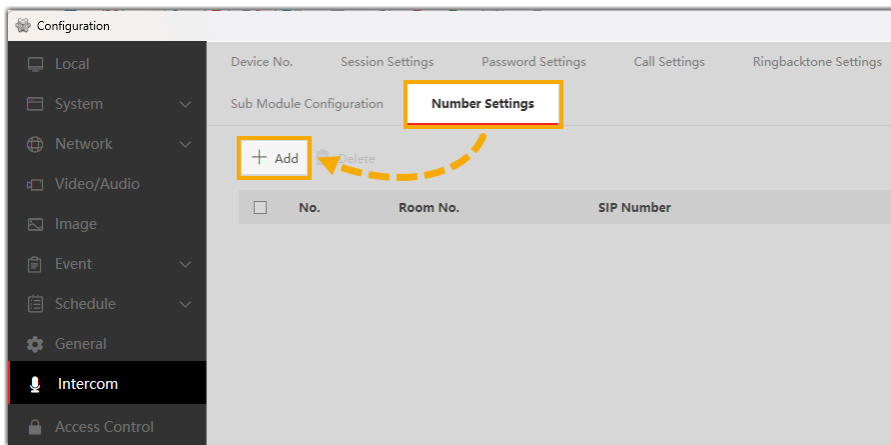 Configuration
Local
System
Network
Video/Audio
Image
Event
Schedule
General
Intercom
Access Control
Device No. Session Settings Password Settings Call Settings Ringbacktone Settings
Sub Module Configuration Number Settings
+ Add Delete
No. Room No. SIP Number